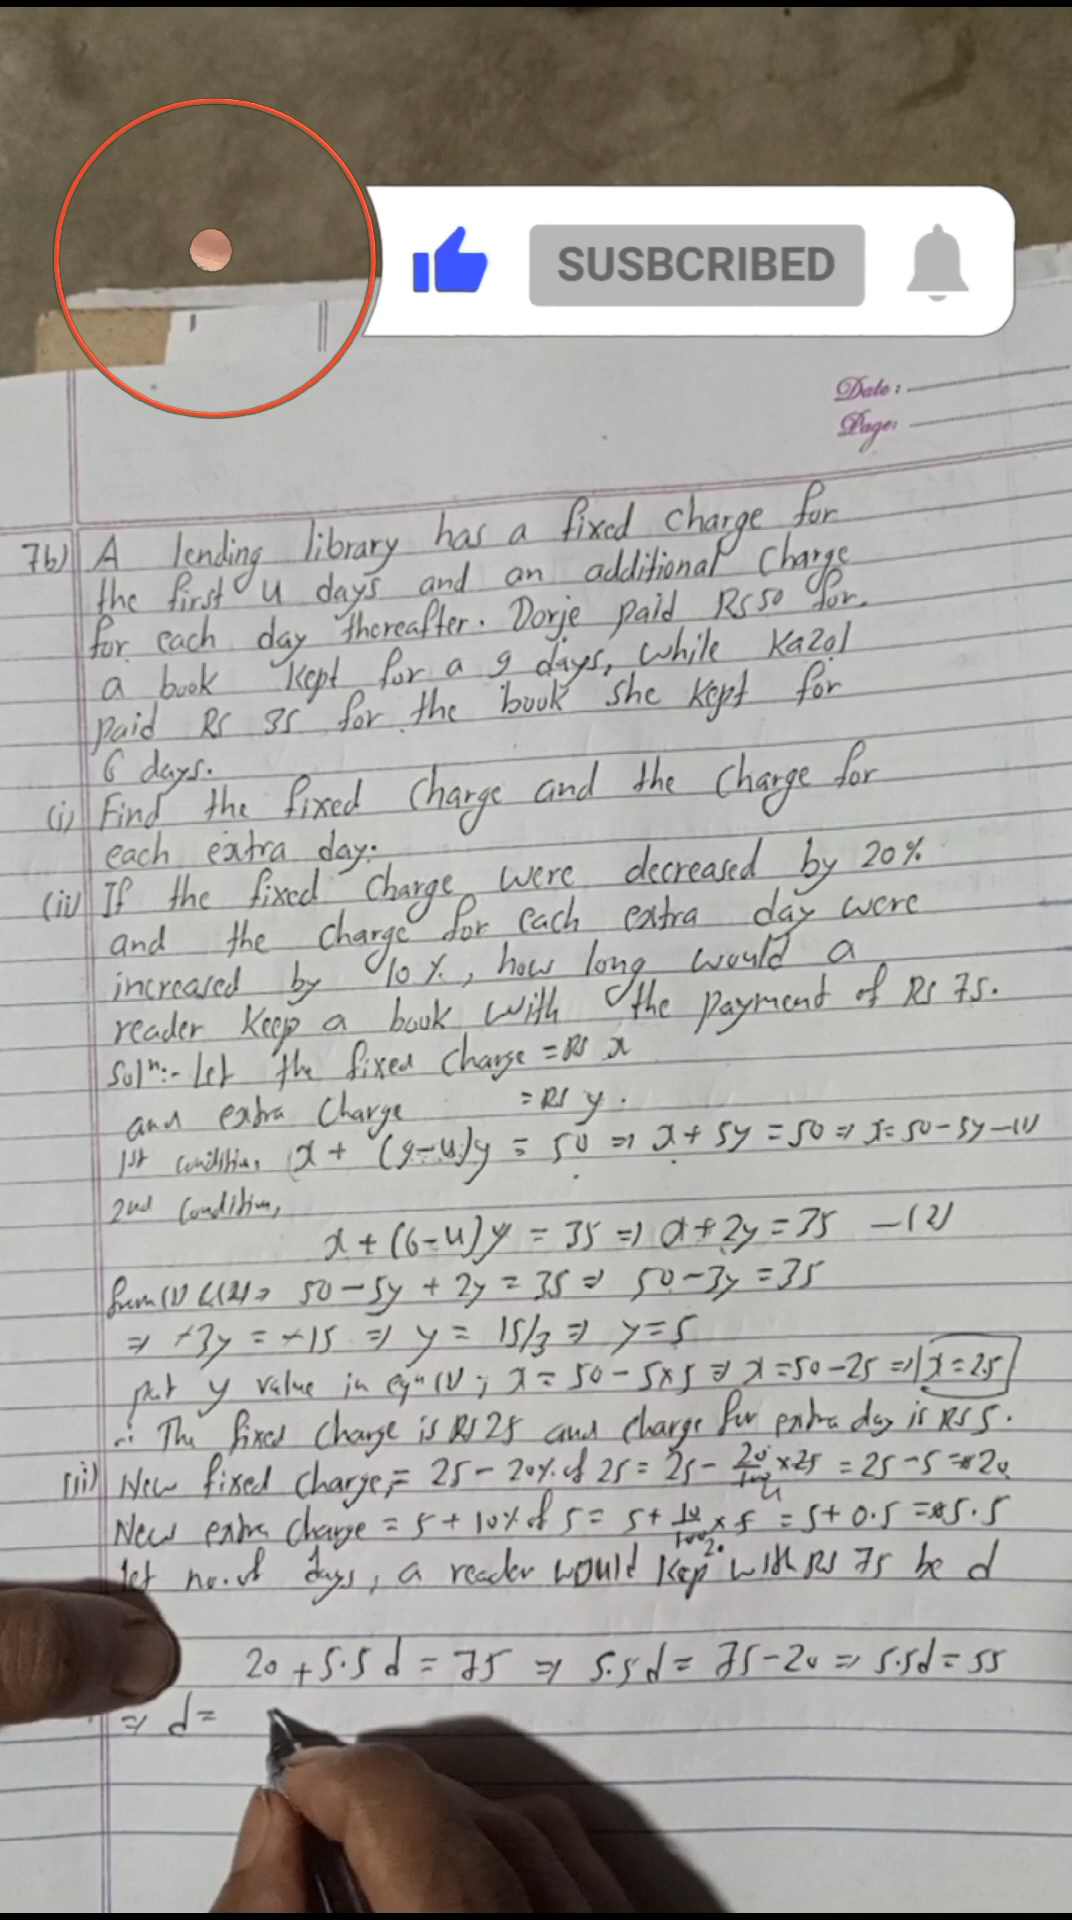 SUSBCRIBED
Date:
Page:
7b) A lending library has a fixed charge for
the first 4 days and an additional charge
for each day thereafter. Dorje paid Rs 50 for
a book kept for a 9 days, while Kazol
paid Rs 35 for the book she kept for
6 days.
(i) Find the fixed charge and the charge for
each extra day.
(ii) If the fixed charge were decreased by 20%
and the charge for each extra day were
increased by 10%, how long would a
reader keep a book with the payment of Rs 75.
Solⁿ:- Let the fixed charge = Rs x
and extra charge = Rs y.
1st condition, x + (9-4)y = 50 ⇒ x + 5y = 50 ⇒ x = 50 - 5y - (1)
2nd condition,
x + (6-4)y = 35 ⇒ x + 2y = 35 - (2)
from (1) & (2) ⇒ 50 - 5y + 2y = 35 ⇒ 50 - 3y = 35
⇒ -3y = -15 ⇒ y = 15/3 ⇒ y = 5
put y value in eqⁿ (1); x = 50 - 5×5 ⇒ x = 50 - 25 ⇒ x = 25
∴ The fixed charge is Rs 25 and charge for extra day is Rs 5.
(ii) New fixed charge = 25 - 20% of 25 = 25 - 20/100 × 25 = 25 - 5 = 20
New extra charge = 5 + 10% of 5 = 5 + 10/100 × 5 = 5 + 0.5 = 5.5
let no. of days, a reader would kep with Rs 75 be d
20 + 5.5d = 75 ⇒ 5.5d = 75 - 20 ⇒ 5.5d = 55
⇒ d =